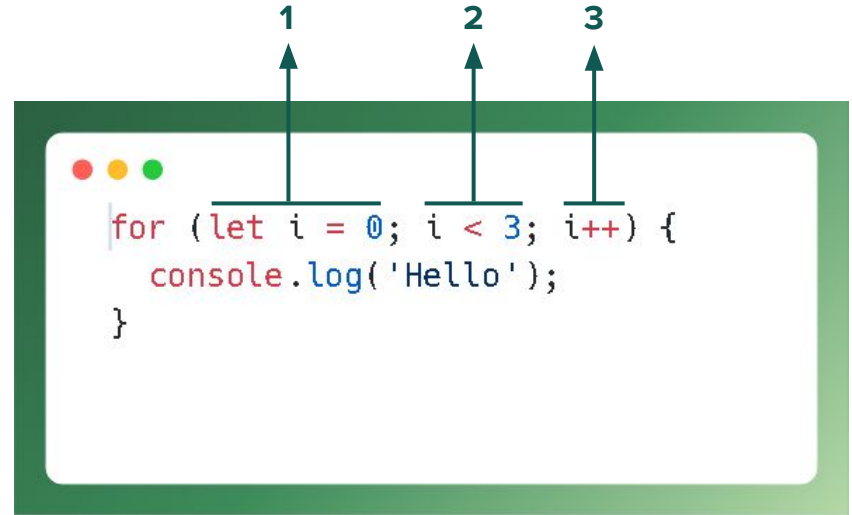 1 2 3
for (let i = 0; i < 3; i++) {
  console.log('Hello');
}